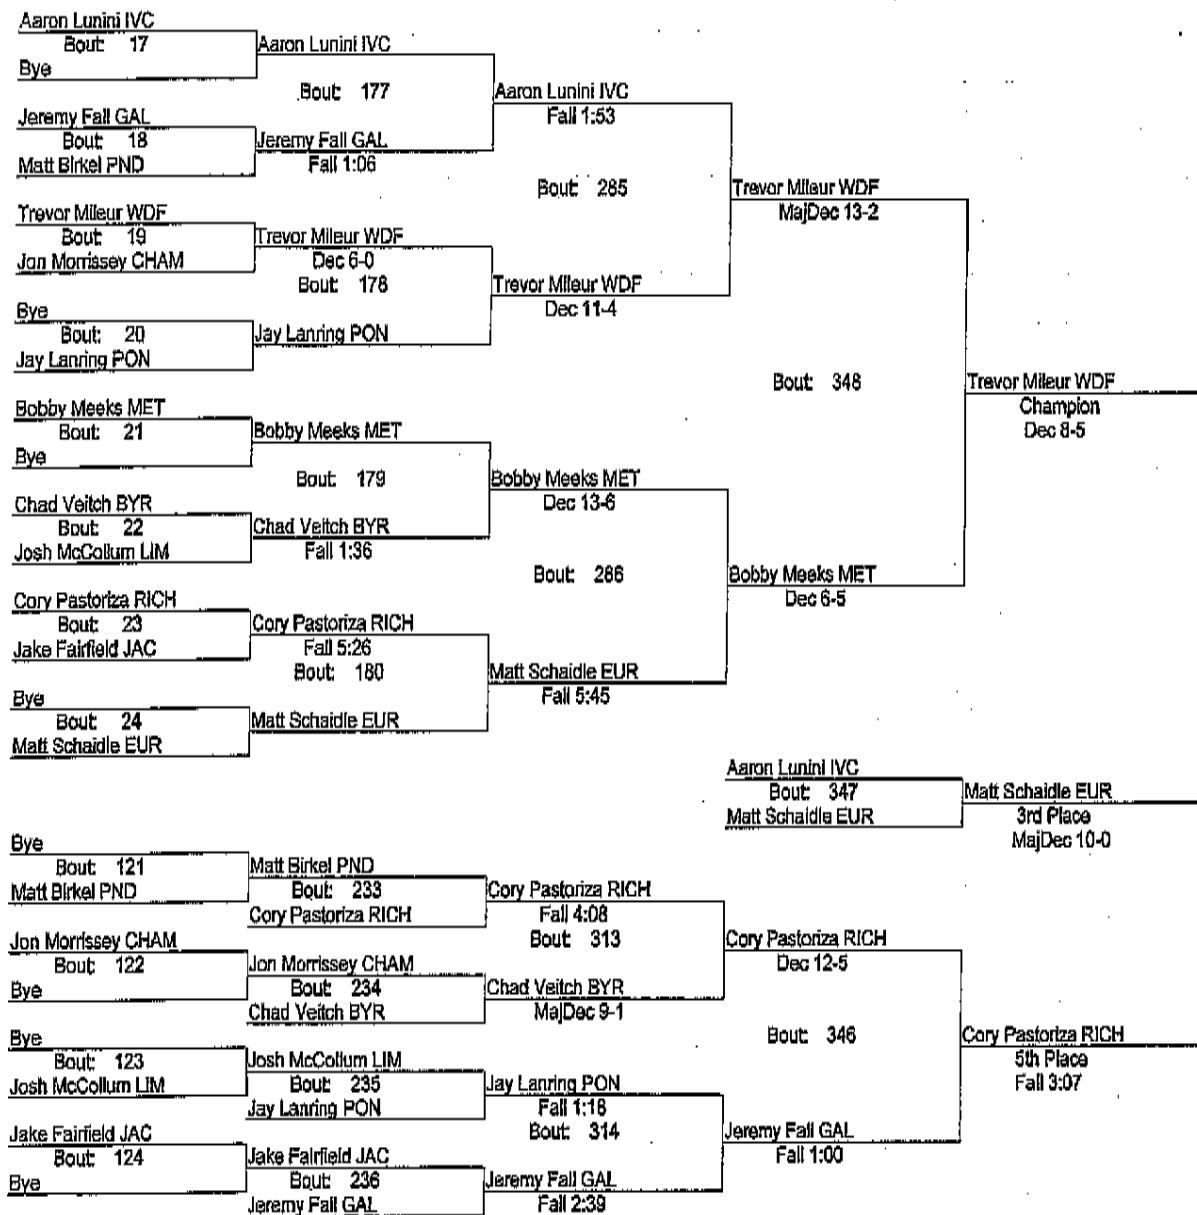 Aaron Lunini IVC
Bout: 17
Bye
Aaron Lunini IVC
Bout: 177
Jeremy Fall GAL
Bout: 18
Matt Birkel PND
Jeremy Fall GAL
Fall 1:06
Aaron Lunini IVC
Fall 1:53
Bout: 285
Trevor Mileur WDF
Bout: 19
Jon Morrissey CHAM
Trevor Mileur WDF
Dec 6-0
Bout: 178
Bye
Bout: 20
Jay Lanring PON
Jay Lanring PON
Trevor Mileur WDF
Dec 11-4
Trevor Mileur WDF
MajDec 13-2
Bout: 348
Trevor Mileur WDF
Champion
Dec 8-5
Bobby Meeks MET
Bout: 21
Bye
Bobby Meeks MET
Bout: 179
Chad Veitch BYR
Bout: 22
Josh McCollum LIM
Chad Veitch BYR
Fall 1:36
Bobby Meeks MET
Dec 13-6
Bout: 286
Bobby Meeks MET
Dec 6-5
Cory Pastoriza RICH
Bout: 23
Jake Fairfield JAC
Cory Pastoriza RICH
Fall 5:26
Bout: 180
Bye
Bout: 24
Matt Schaidle EUR
Matt Schaidle EUR
Matt Schaidle EUR
Fall 5:45
Aaron Lunini IVC
Bout: 347
Matt Schaidle EUR
Matt Schaidle EUR
3rd Place
MajDec 10-0
Bye
Bout: 121
Matt Birkel PND
Matt Birkel PND
Bout: 233
Cory Pastoriza RICH
Cory Pastoriza RICH
Fall 4:08
Bout: 313
Jon Morrissey CHAM
Bout: 122
Bye
Jon Morrissey CHAM
Bout: 234
Chad Veitch BYR
Chad Veitch BYR
MajDec 9-1
Cory Pastoriza RICH
Dec 12-5
Bout: 346
Cory Pastoriza RICH
5th Place
Fall 3:07
Bye
Bout: 123
Josh McCollum LIM
Josh McCollum LIM
Bout: 235
Jay Lanring PON
Jay Lanring PON
Fall 1:18
Bout: 314
Jake Fairfield JAC
Bout: 124
Bye
Jake Fairfield JAC
Bout: 236
Jeremy Fall GAL
Jeremy Fall GAL
Fall 2:39
Jeremy Fall GAL
Fall 1:00